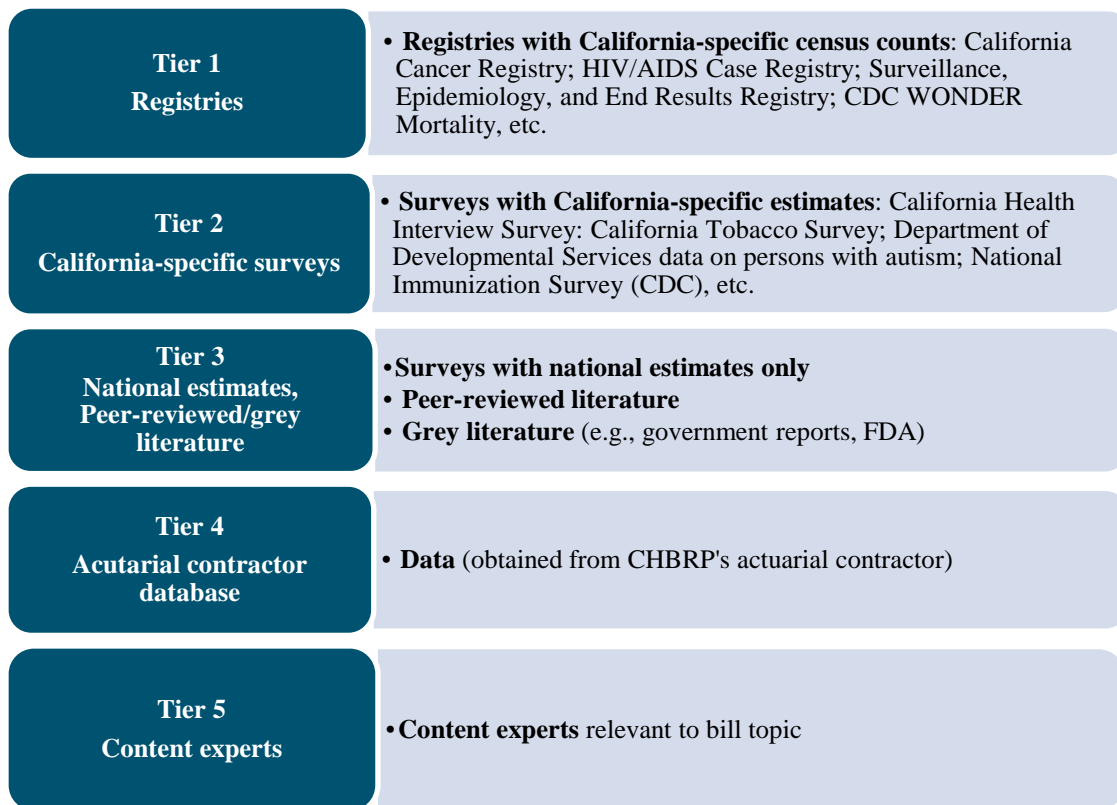 Tier 1
Registries
• Registries with California-specific census counts: California
Cancer Registry; HIV/AIDS Case Registry; Surveillance,
Epidemiology, and End Results Registry; CDC WONDER
Mortality, etc.
Tier 2
California-specific surveys
• Surveys with California-specific estimates: California Health
Interview Survey: California Tobacco Survey; Department of
Developmental Services data on persons with autism; National
Immunization Survey (CDC), etc.
Tier 3
National estimates,
Peer-reviewed/grey
literature
•Surveys with national estimates only
• Peer-reviewed literature
• Grey literature (e.g., government reports, FDA)
Tier 4
Acutarial contractor
database
• Data (obtained from CHBRP's actuarial contractor)
Tier 5
Content experts
•Content experts relevant to bill topic